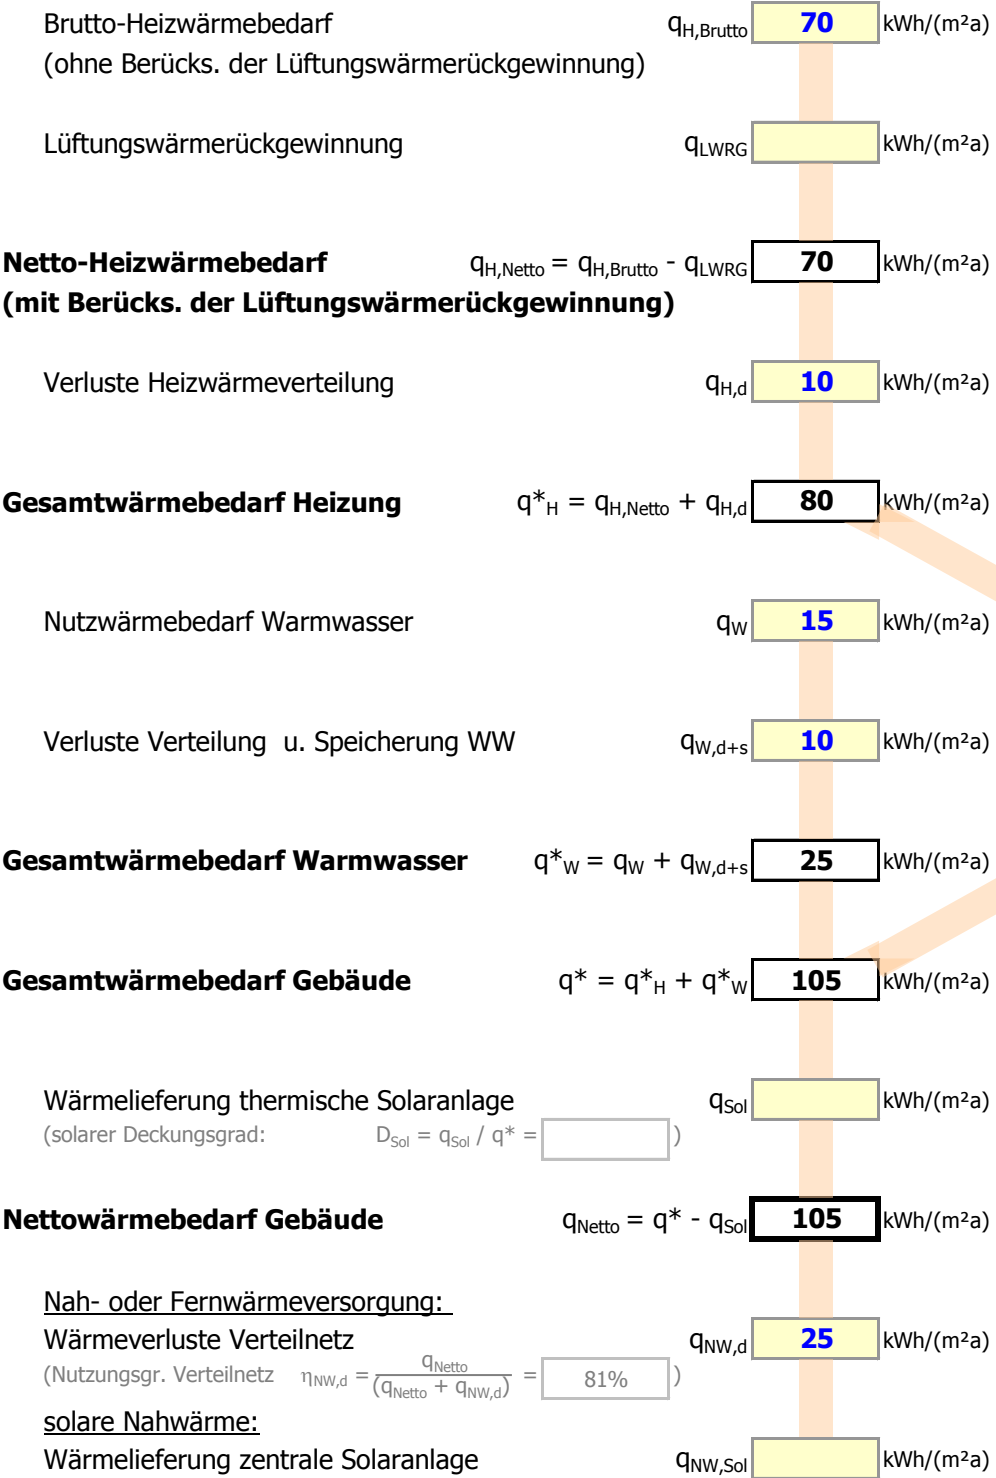 Brutto-Heizwärmebedarf q_H,Brutto 70 kWh/(m²a)
(ohne Berücks. der Lüftungswärmerückgewinnung)
Lüftungswärmerückgewinnung q_LWRG kWh/(m²a)
Netto-Heizwärmebedarf q_H,Netto = q_H,Brutto - q_LWRG 70 kWh/(m²a)
(mit Berücks. der Lüftungswärmerückgewinnung)
Verluste Heizwärmeverteilung q_H,d 10 kWh/(m²a)
Gesamtwärmebedarf Heizung q*_H = q_H,Netto + q_H,d 80 kWh/(m²a)
Nutzwärmebedarf Warmwasser q_W 15 kWh/(m²a)
Verluste Verteilung u. Speicherung WW q_W,d+s 10 kWh/(m²a)
Gesamtwärmebedarf Warmwasser q*_W = q_W + q_W,d+s 25 kWh/(m²a)
Gesamtwärmebedarf Gebäude q* = q*_H + q*_W 105 kWh/(m²a)
Wärmelieferung thermische Solaranlage q_Sol kWh/(m²a)
(solarer Deckungsgrad: D_Sol = q_Sol / q* = )
Nettowärmebedarf Gebäude q_Netto = q* - q_Sol 105 kWh/(m²a)
Nah- oder Fernwärmeversorgung:
Wärmeverluste Verteilnetz q_NW,d 25 kWh/(m²a)
(Nutzungsgr. Verteilnetz η_NW,d = q_Netto / (q_Netto + q_NW,d) = 81% )
solare Nahwärme:
Wärmelieferung zentrale Solaranlage q_NW,Sol kWh/(m²a)